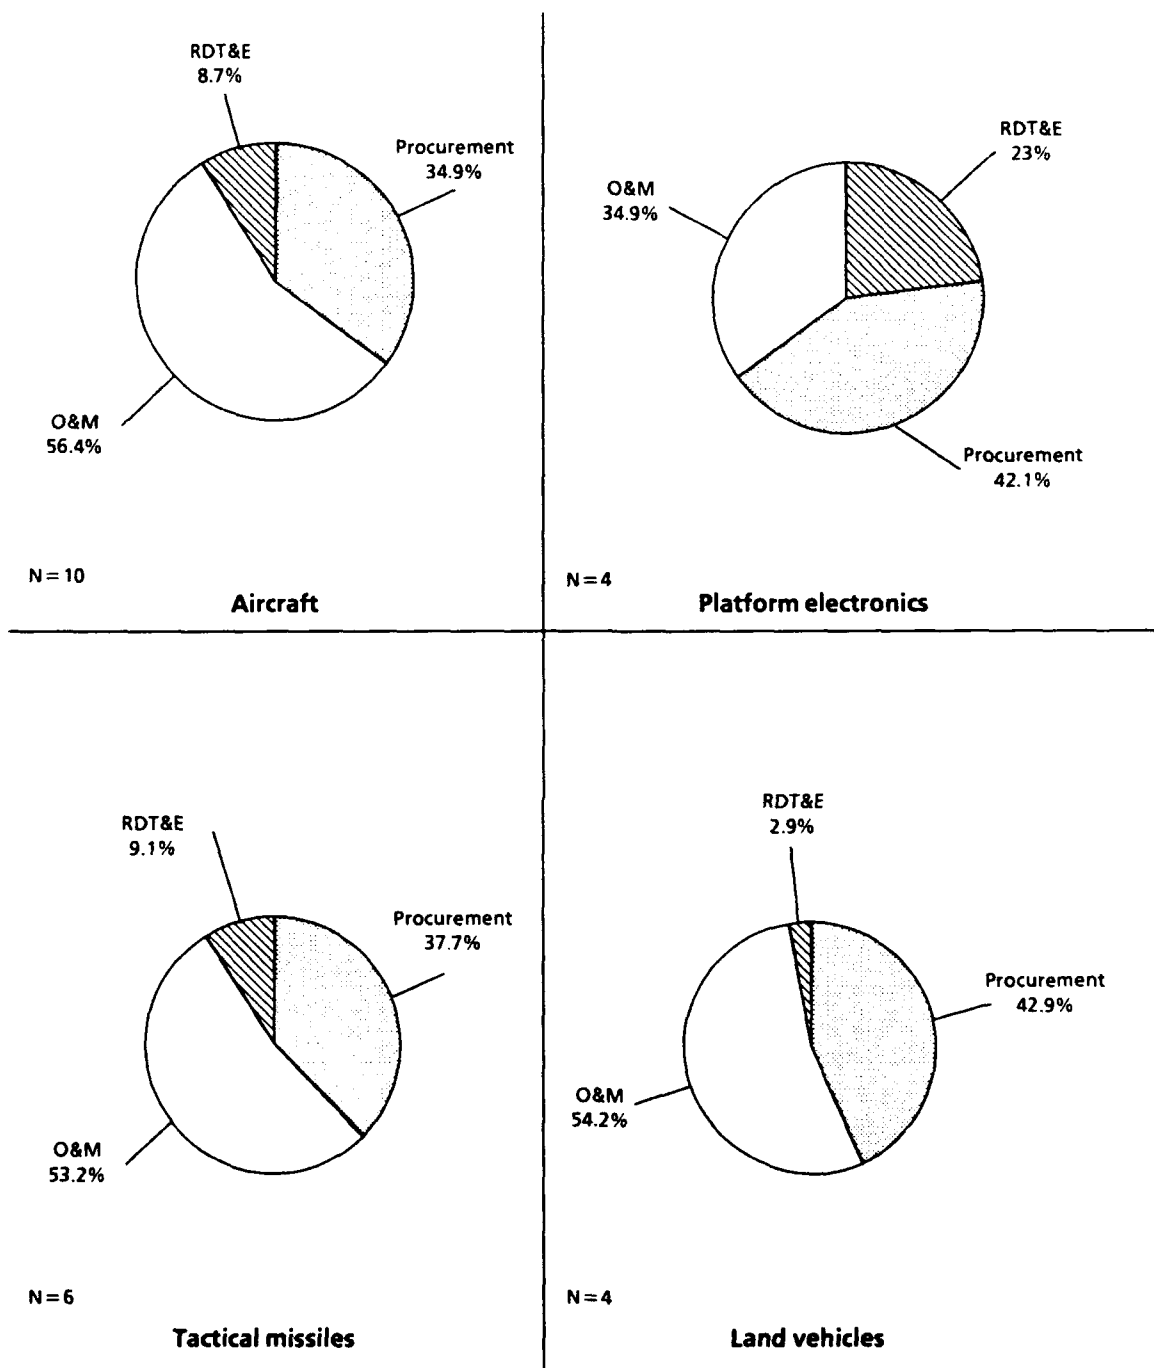 RDT&E
8.7%
Procurement
34.9%
O&M
56.4%
N=10
Aircraft
RDT&E
23%
O&M
34.9%
Procurement
42.1%
N=4
Platform electronics
RDT&E
9.1%
Procurement
37.7%
O&M
53.2%
N=6
Tactical missiles
RDT&E
2.9%
Procurement
42.9%
O&M
54.2%
N=4
Land vehicles